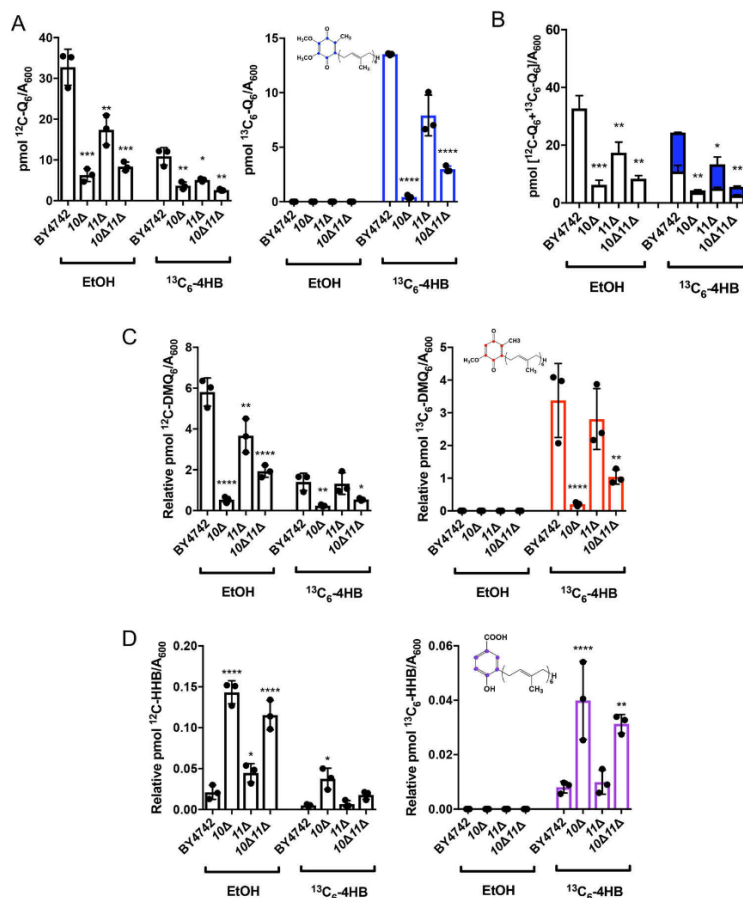 A
pmol ¹²C-Q₆/A₆₀₀
40
30
20
10
0
BY4742 10Δ 11Δ 10Δ11Δ BY4742 10Δ 11Δ 10Δ11Δ
*** ** *** ** * **
EtOH ¹³C₆-4HB
pmol ¹³C₆-Q₆/A₆₀₀
15
10
5
0
O CH₃ H₃CO H₃CO O CH₃ 6 H
**** ****
BY4742 10Δ 11Δ 10Δ11Δ BY4742 10Δ 11Δ 10Δ11Δ
EtOH ¹³C₆-4HB
B
pmol [¹²C-Q₆+¹³C₆-Q₆]/A₆₀₀
60
40
20
0
*** ** ** ** * **
BY4742 10Δ 11Δ 10Δ11Δ BY4742 10Δ 11Δ 10Δ11Δ
EtOH ¹³C₆-4HB
C
Relative pmol ¹²C-DMQ₆/A₆₀₀
8
6
4
2
0
**** ** **** ** *
BY4742 10Δ 11Δ 10Δ11Δ BY4742 10Δ 11Δ 10Δ11Δ
EtOH ¹³C₆-4HB
Relative pmol ¹³C₆-DMQ₆/A₆₀₀
5
4
3
2
1
0
O CH3 H₃CO O CH₃ 6 H
**** **
BY4742 10Δ 11Δ 10Δ11Δ BY4742 10Δ 11Δ 10Δ11Δ
EtOH ¹³C₆-4HB
D
Relative pmol ¹²C-HHB/A₆₀₀
0.20
0.15
0.10
0.05
0.00
**** * **** *
BY4742 10Δ 11Δ 10Δ11Δ BY4742 10Δ 11Δ 10Δ11Δ
EtOH ¹³C₆-4HB
Relative pmol ¹³C₆-HHB/A₆₀₀
0.06
0.04
0.02
0.00
COOH OH CH₃ 6 H
**** **
BY4742 10Δ 11Δ 10Δ11Δ BY4742 10Δ 11Δ 10Δ11Δ
EtOH ¹³C₆-4HB